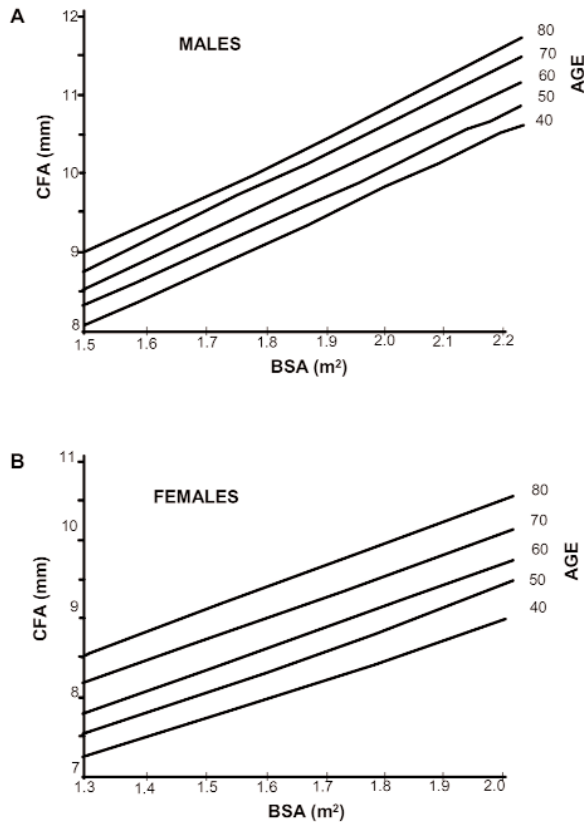 A
MALES
12
11
10
9
8
CFA (mm)
80
70
60
50
40
AGE
1.5 1.6 1.7 1.8 1.9 2.0 2.1 2.2
BSA (m²)
B
FEMALES
11
10
9
8
7
CFA (mm)
80
70
60
50
40
AGE
1.3 1.4 1.5 1.6 1.7 1.8 1.9 2.0
BSA (m²)